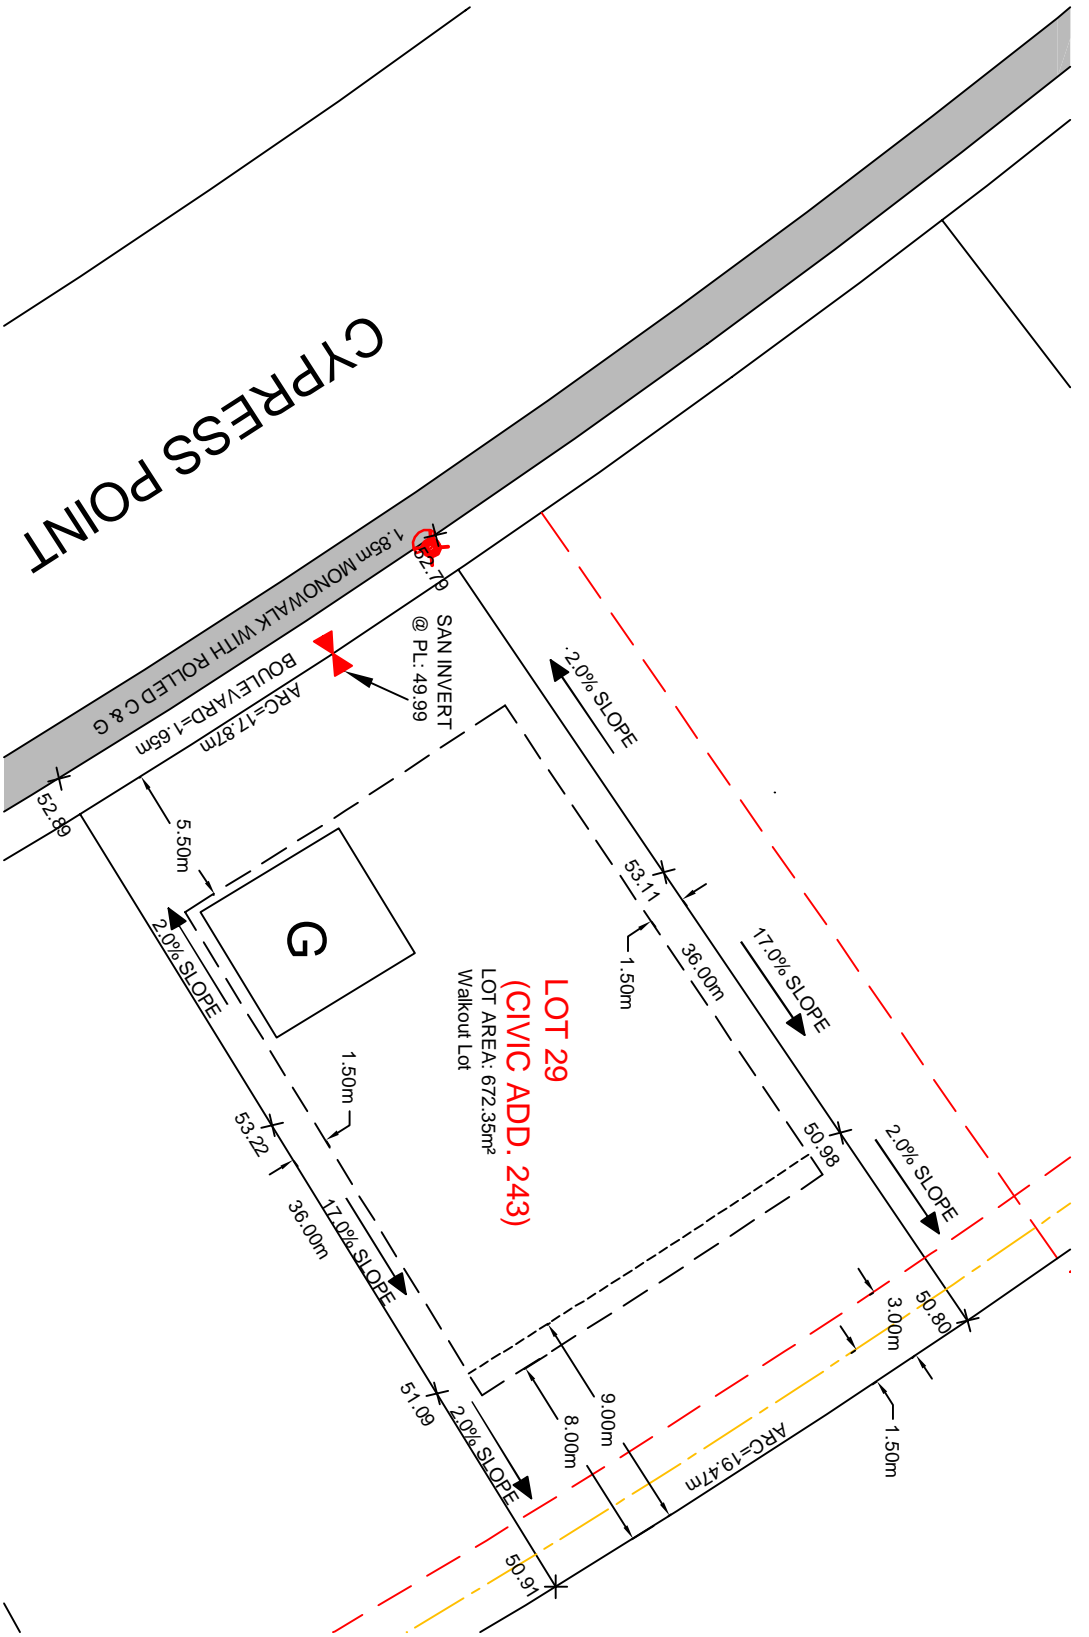 CYPRESS POINT
1.85m MONOWALK WITH ROLLED C & G
BOULEVARD=1.65m
ARC=17.87m
52.79
52.89
SAN INVERT
@ PL: 49.99
2.0% SLOPE
53.11
36.00m
1.50m
17.0% SLOPE
50.98
2.0% SLOPE
50.80
5.50m
G
LOT 29
(CIVIC ADD. 243)
LOT AREA: 672.35m²
Walkout Lot
2.0% SLOPE
1.50m
53.22
36.00m
17.0% SLOPE
51.09
2.0% SLOPE
50.91
9.00m
8.00m
3.00m
1.50m
ARC=19.47m